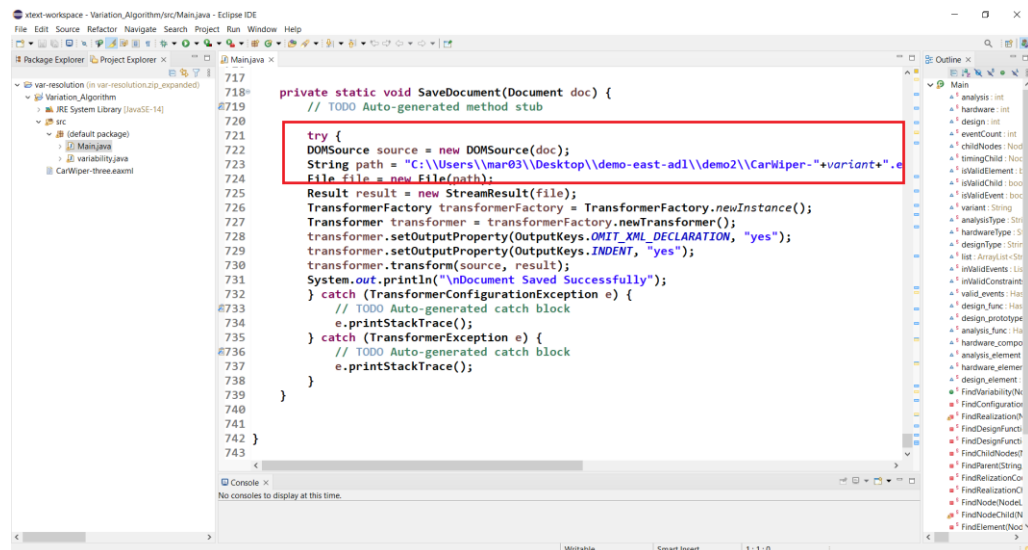 xtext-workspace - Variation_Algorithm/src/Main.java - Eclipse IDE
File Edit Source Refactor Navigate Search Project Run Window Help
Package Explorer Project Explorer ×
var-resolution (in var-resolution.zip_expanded)
Variation_Algorithm
JRE System Library [JavaSE-14]
src
(default package)
Main.java
variability.java
CarWiper-three.eaxml
Main.java ×
717
718 private static void SaveDocument(Document doc) {
719 // TODO Auto-generated method stub
720
721 try {
722 DOMSource source = new DOMSource(doc);
723 String path = "C:\\Users\\mar03\\Desktop\\demo-east-adl\\demo2\\CarWiper-"+variant+".e
724 File file = new File(path);
725 Result result = new StreamResult(file);
726 TransformerFactory transformerFactory = TransformerFactory.newInstance();
727 Transformer transformer = transformerFactory.newTransformer();
728 transformer.setOutputProperty(OutputKeys.OMIT_XML_DECLARATION, "yes");
729 transformer.setOutputProperty(OutputKeys.INDENT, "yes");
730 transformer.transform(source, result);
731 System.out.println("\nDocument Saved Successfully");
732 } catch (TransformerConfigurationException e) {
733 // TODO Auto-generated catch block
734 e.printStackTrace();
735 } catch (TransformerException e) {
736 // TODO Auto-generated catch block
737 e.printStackTrace();
738 }
739 }
740
741
742 }
743
Console ×
No consoles to display at this time.
Outline ×
Main
analysis : int
hardware : int
design : int
eventCount : int
childNodes : Nod
timingChild : Noc
isValidElement : b
isValidChild : boo
isValidEvent : boc
variant : String
analysisType : Stri
hardwareType : S
designType : Strin
list : ArrayList<Str
inValidEvents : Lis
inValidConstraint
valid_events : Has
design_func : Has
design_prototype
analysis_func : Ha
hardware_compo
analysis_element
hardware_elemer
design_element :
FindVariability(No
FindConfiguration
FindRealization(N
FindDesignFuncti
FindDesignFuncti
FindChildNodes(N
FindParent(String,
FindRelizationCou
FindRealizationCl
FindNode(NodeL
FindNodeChild(N
FindElement(Noc
Writable Smart Insert 1 : 1 : 0